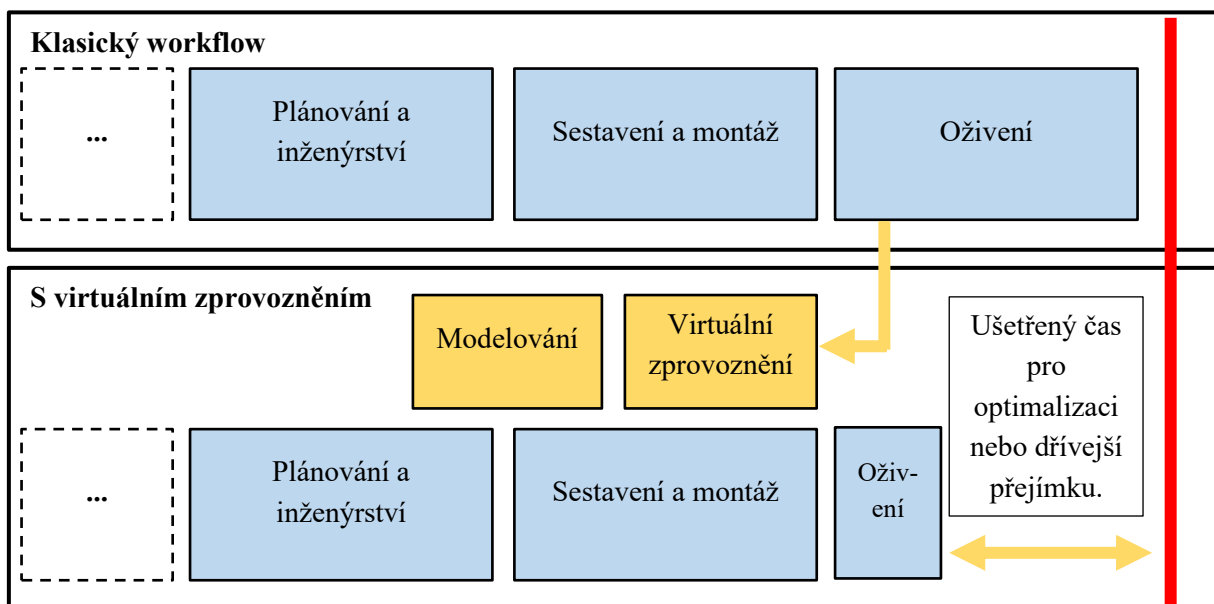 Klasický workflow
...
Plánování a
inženýrství
Sestavení a montáž
Oživení
S virtuálním zprovozněním
Modelování
Virtuální
zprovoznění
Ušetřený čas
pro
optimalizaci
nebo dřívější
přejímku.
...
Plánování a
inženýrství
Sestavení a montáž
Oživ-
ení